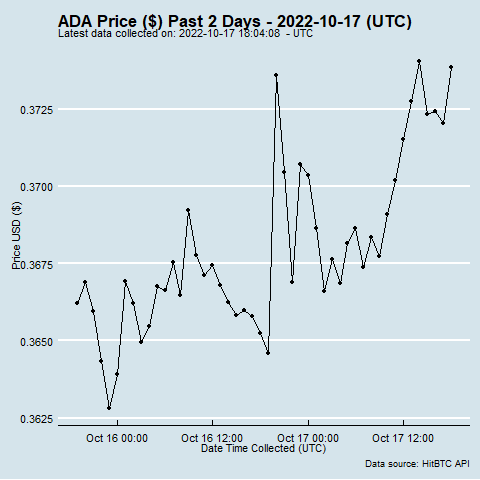 ADA Price ($) Past 2 Days - 2022-10-17 (UTC)
Latest data collected on: 2022-10-17 18:04:08 - UTC
0.3725
0.3700
0.3675
0.3650
0.3625
Price USD ($)
Oct 16 00:00
Oct 16 12:00
Oct 17 00:00
Oct 17 12:00
Date Time Collected (UTC)
Data source: HitBTC API